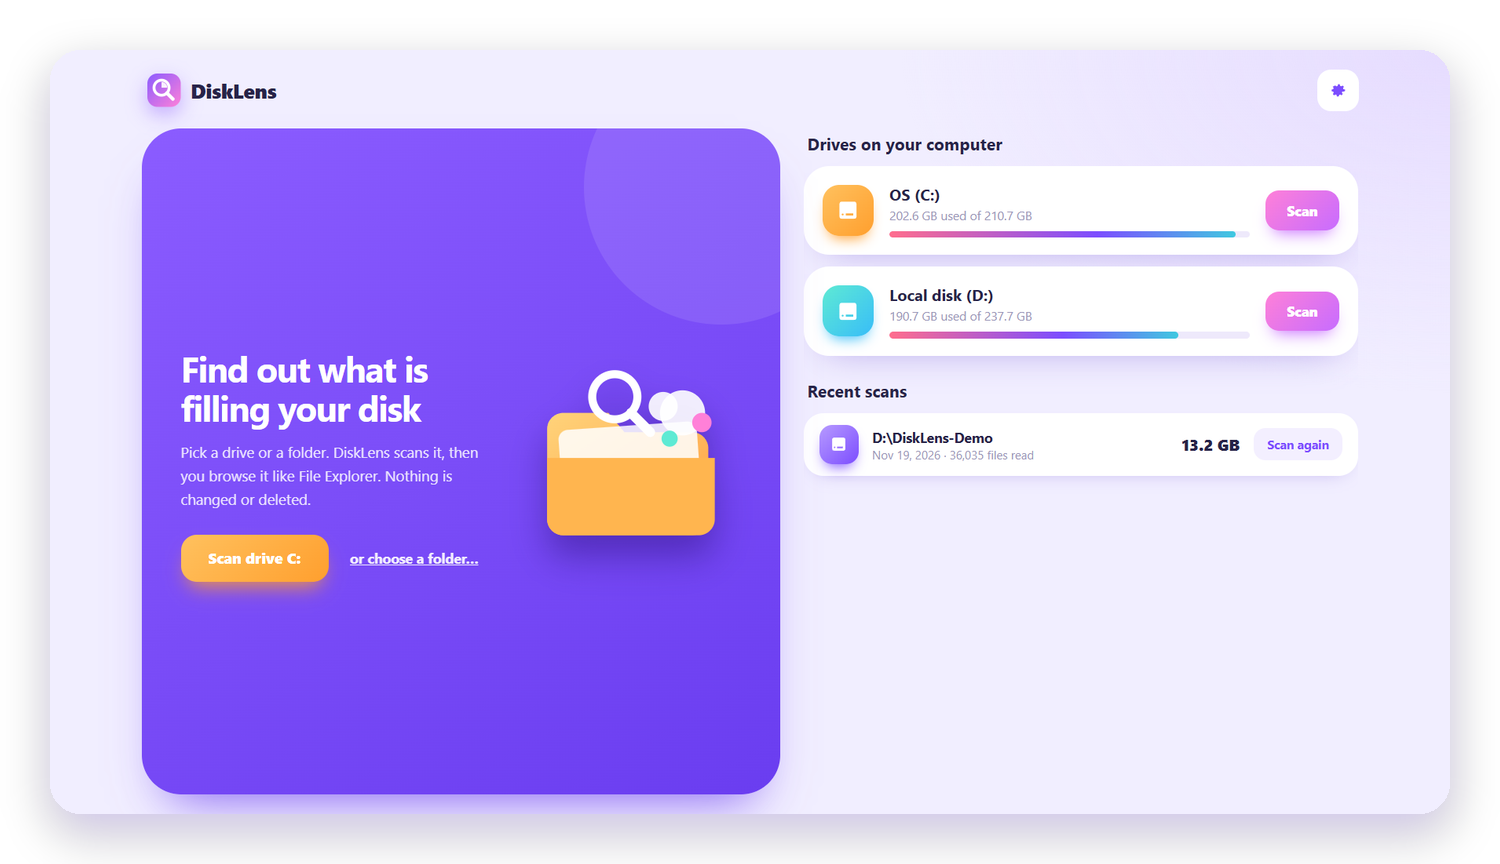 DiskLens
Find out what is
filling your disk
Pick a drive or a folder. DiskLens scans it, then
you browse it like File Explorer. Nothing is
changed or deleted.
Scan drive C:
or choose a folder...
Drives on your computer
OS (C:)
202.6 GB used of 210.7 GB
Scan
Local disk (D:)
190.7 GB used of 237.7 GB
Scan
Recent scans
D:\DiskLens-Demo
Nov 19, 2026 · 36,035 files read
13.2 GB
Scan again